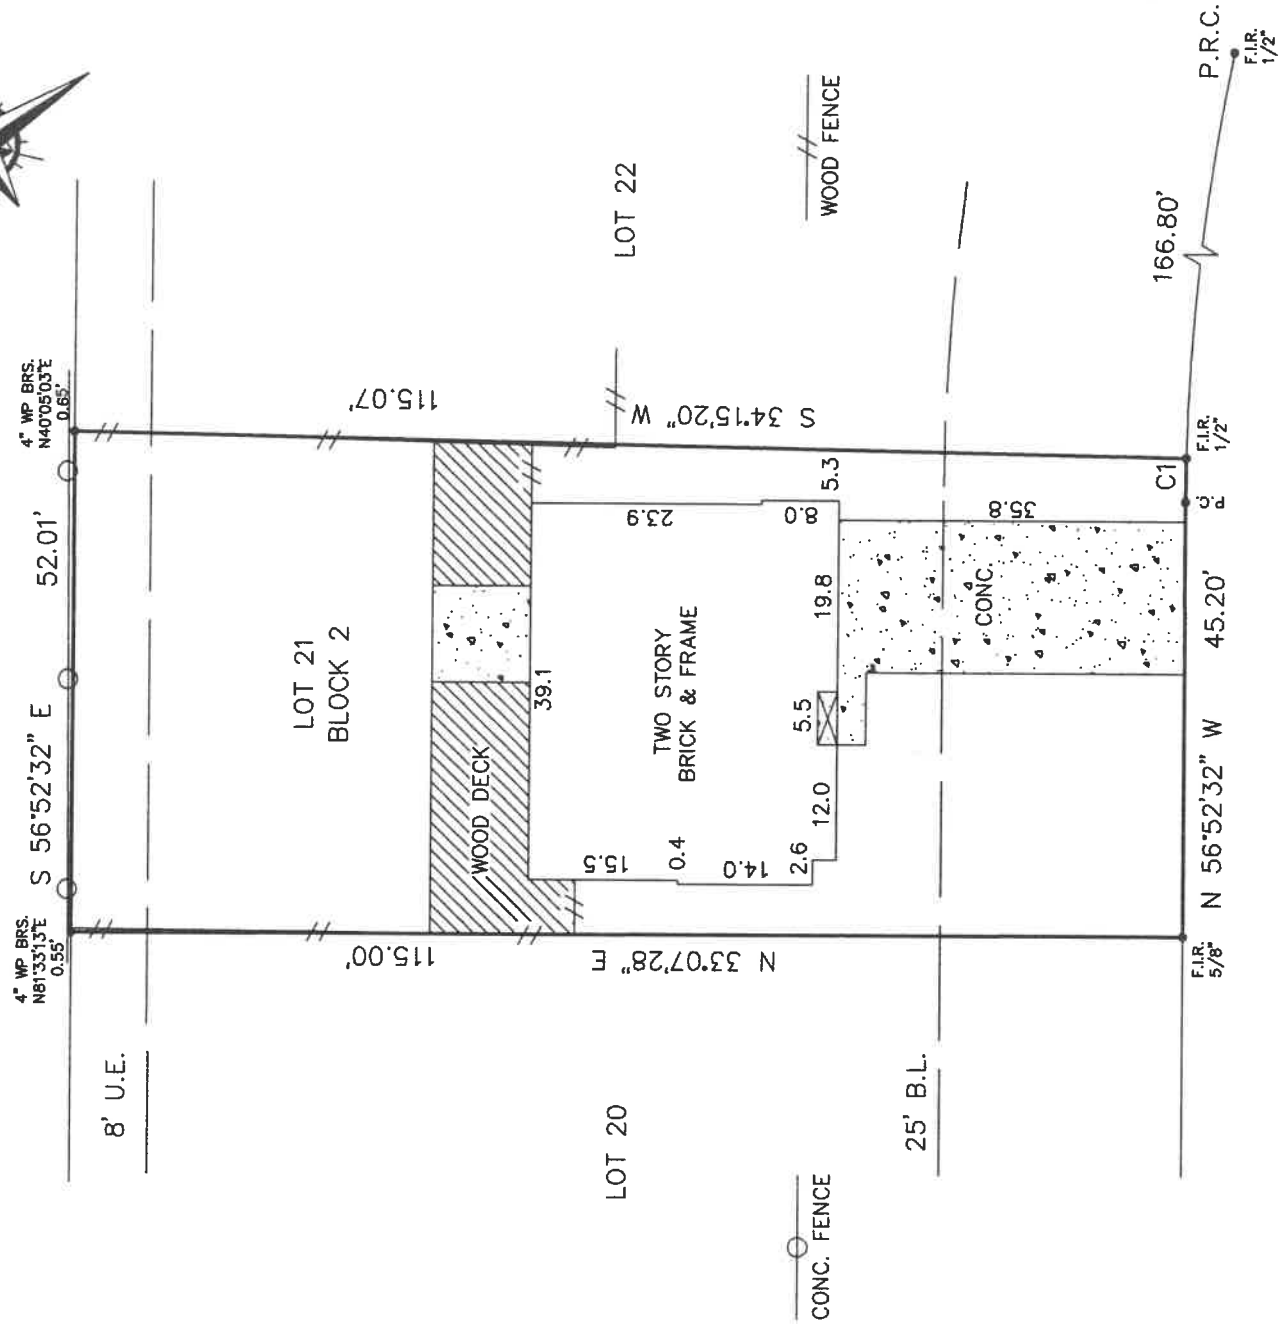 4" WP BRS.
N81°33'13"E
0.55'
S 56°52'32" E
52.01'
4" WP BRS.
N40°05'03"E
0.65'
8' U.E.
LOT 21
BLOCK 2
115.00'
N 33°07'28" E
115.07'
S 34°15'20" W
WOOD DECK
39.1
15.5
0.4
14.0
2.6
12.0
5.5
19.8
8.0
23.9
5.3
TWO STORY
BRICK & FRAME
LOT 20
LOT 22
CONC. FENCE
WOOD FENCE
25' B.L.
CONC.
35.8
F.I.R.
5/8"
N 56°52'32" W
45.20'
P.C.
C1
F.I.R.
1/2"
166.80'
P.R.C.
F.I.R.
1/2"